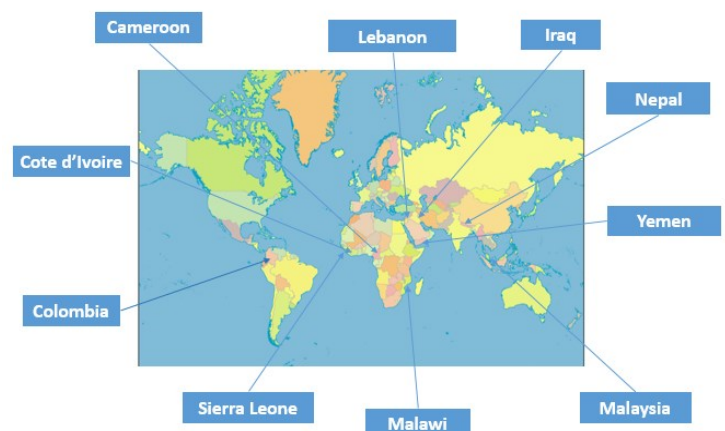 Cameroon
Lebanon
Iraq
Nepal
Cote d'Ivoire
Yemen
Colombia
Sierra Leone
Malawi
Malaysia